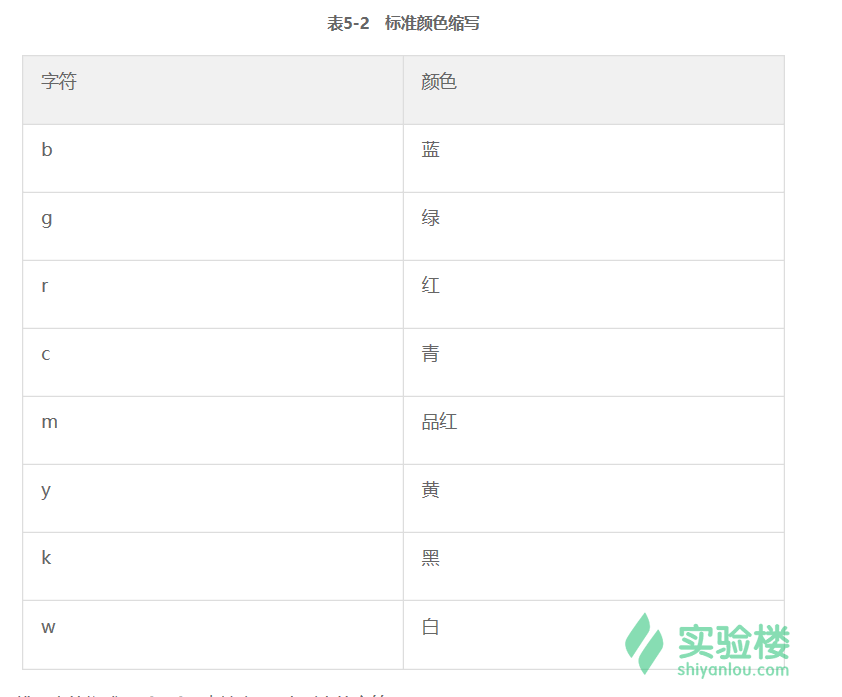 表5-2 标准颜色缩写
字符 颜色
b 蓝
g 绿
r 红
c 青
m 品红
y 黄
k 黑
w 白
实验楼
shiyanlou.com